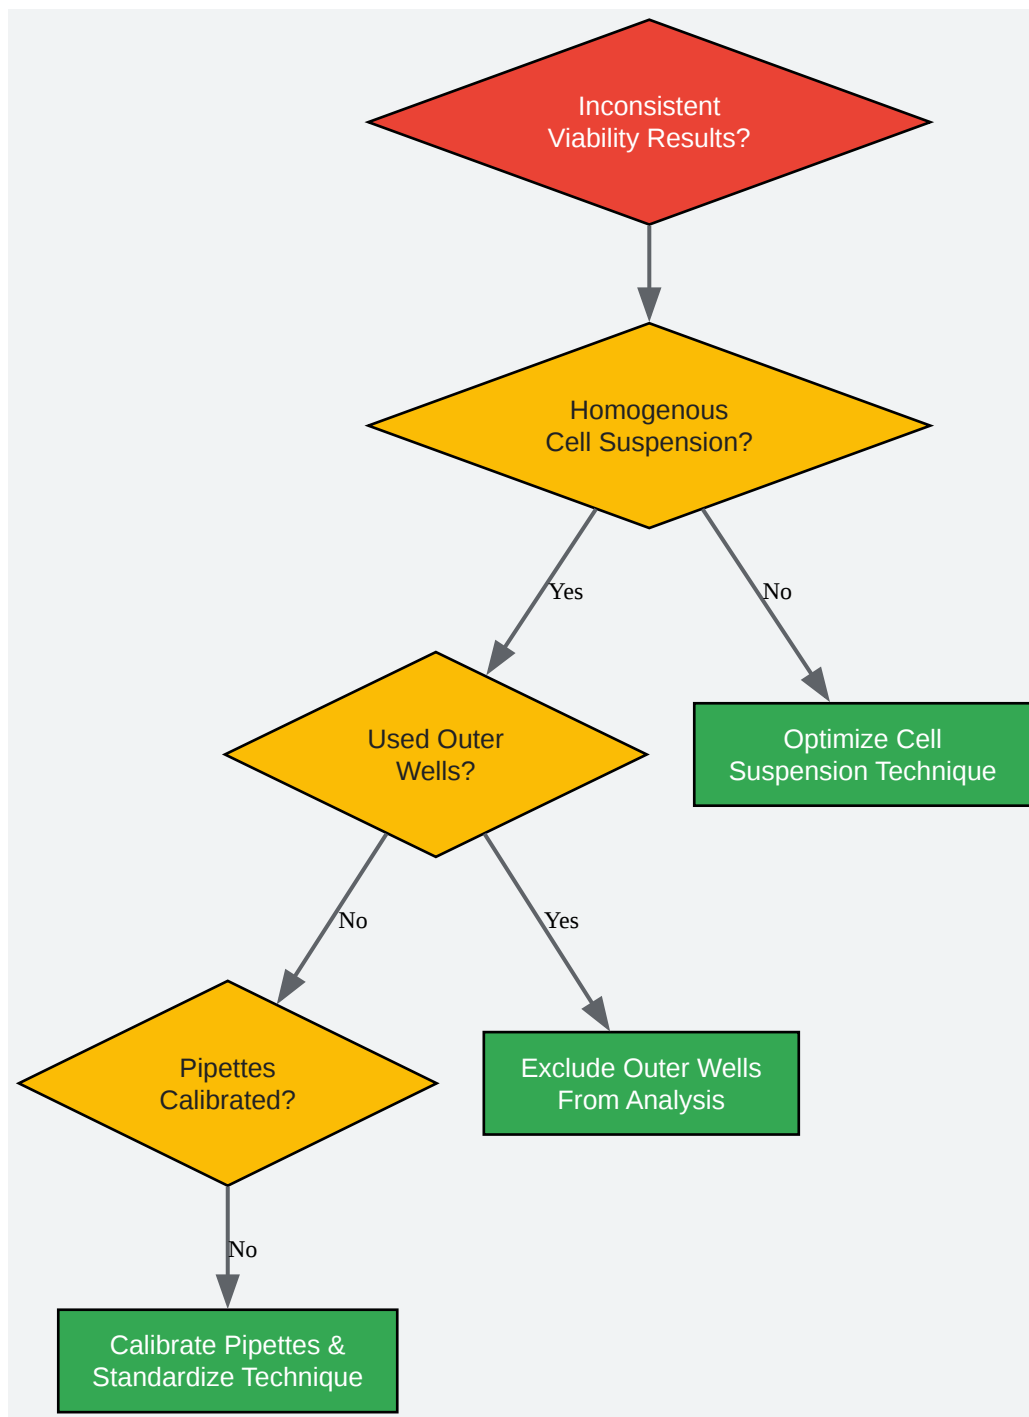 Inconsistent
Viability Results?
Homogenous
Cell Suspension?
Yes
No
Used Outer
Wells?
Optimize Cell
Suspension Technique
No
Yes
Pipettes
Calibrated?
Exclude Outer Wells
From Analysis
No
Calibrate Pipettes &
Standardize Technique